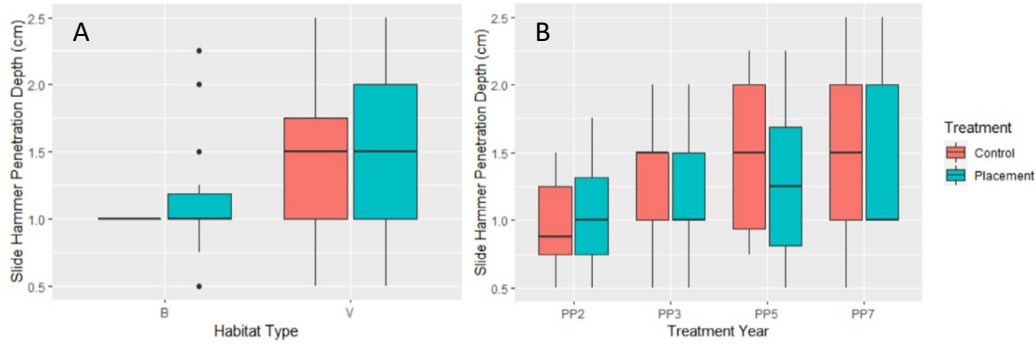 A
Slide Hammer Penetration Depth (cm)
2.5
2.0
1.5
1.0
0.5
B
V
Habitat Type
B
Slide Hammer Penetration Depth (cm)
2.5
2.0
1.5
1.0
0.5
PP2
PP3
PP5
PP7
Treatment Year
Treatment
Control
Placement